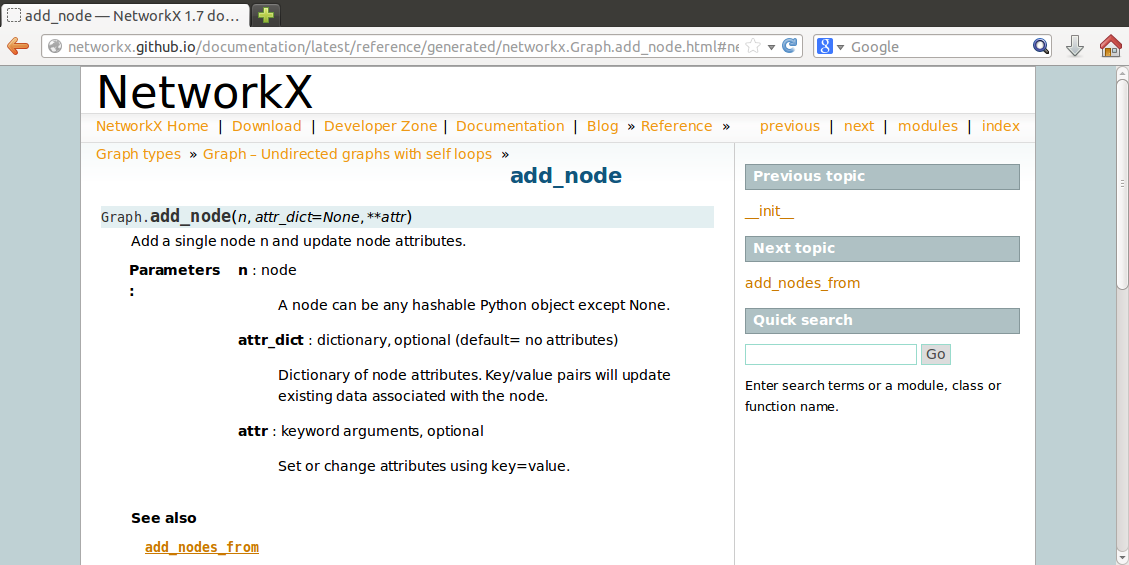 add_node — NetworkX 1.7 do...
networkx.github.io/documentation/latest/reference/generated/networkx.Graph.add_node.html#ne
Google
NetworkX
NetworkX Home | Download | Developer Zone | Documentation | Blog » Reference » previous | next | modules | index
Graph types » Graph – Undirected graphs with self loops »
add_node
Graph.add_node(n, attr_dict=None, **attr)
Add a single node n and update node attributes.
Parameters n : node
:
A node can be any hashable Python object except None.
attr_dict : dictionary, optional (default= no attributes)
Dictionary of node attributes. Key/value pairs will update
existing data associated with the node.
attr : keyword arguments, optional
Set or change attributes using key=value.
See also
add_nodes_from
Previous topic
__init__
Next topic
add_nodes_from
Quick search
Go
Enter search terms or a module, class or
function name.